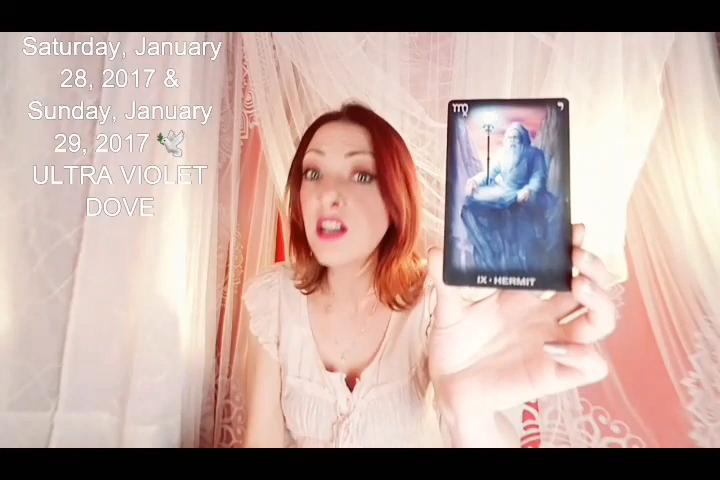 Saturday, January
28, 2017 &
Sunday, January
29, 2017 🕊
ULTRA VIOLET
DOVE
IX · HERMIT